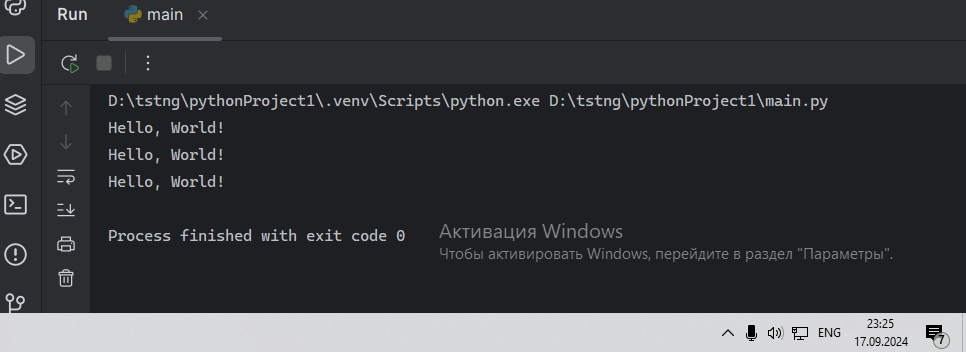 Run
main
D:\tstng\pythonProject1\.venv\Scripts\python.exe D:\tstng\pythonProject1\main.py
Hello, World!
Hello, World!
Hello, World!
Process finished with exit code 0
Активация Windows
Чтобы активировать Windows, перейдите в раздел "Параметры".
ENG
23:25
17.09.2024
7